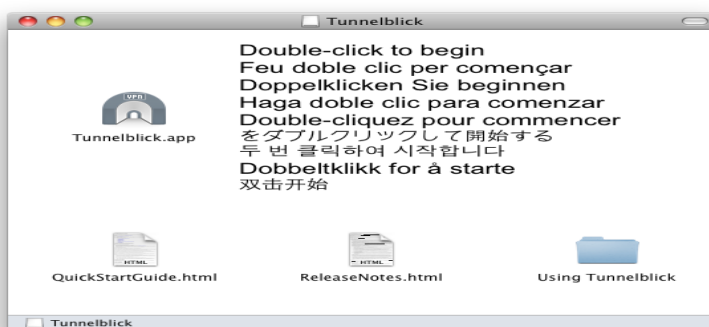 Tunnelblick
Double-click to begin
Feu doble clic per començar
Doppelklicken Sie beginnen
Haga doble clic para comenzar
Double-cliquez pour commencer
をダブルクリックして開始する
두 번 클릭하여 시작합니다
Dobbeltklikk for å starte
双击开始
VPN
Tunnelblick.app
HTML
QuickStartGuide.html
HTML
ReleaseNotes.html
Using Tunnelblick
Tunnelblick